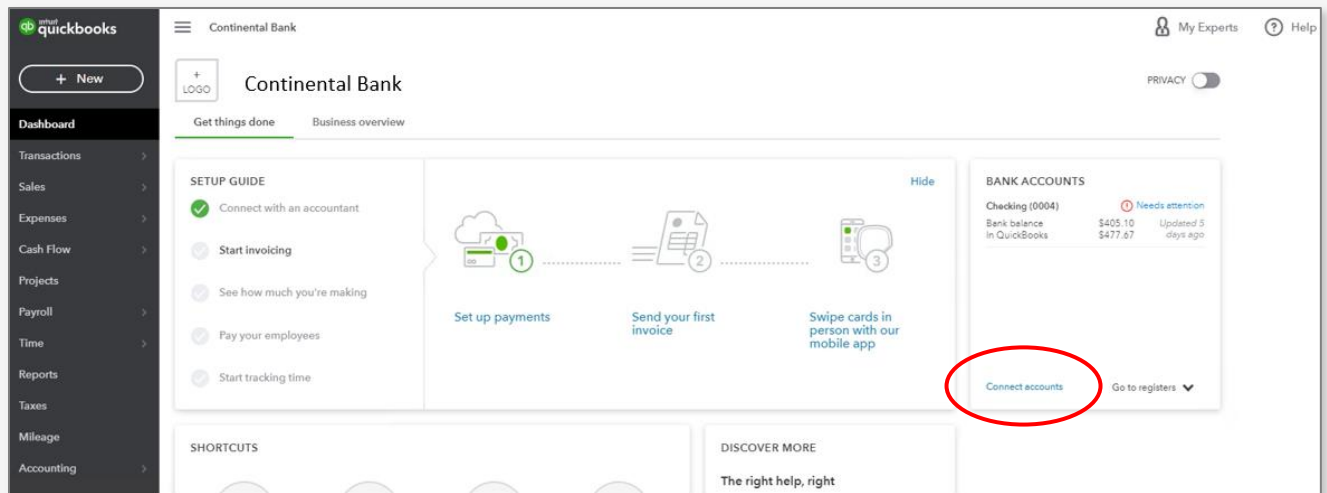 intuit
qb quickbooks
Continental Bank
My Experts
? Help
+ New
+
LOGO
Continental Bank
PRIVACY
Dashboard
Transactions
Sales
Expenses
Cash Flow
Projects
Payroll
Time
Reports
Taxes
Mileage
Accounting
Get things done
Business overview
SETUP GUIDE
Connect with an accountant
Start invoicing
See how much you're making
Pay your employees
Start tracking time
Hide
1
2
3
Set up payments
Send your first
invoice
Swipe cards in
person with our
mobile app
BANK ACCOUNTS
Checking (0004) ! Needs attention
Bank balance $405.10 Updated 5
In QuickBooks $477.67 days ago
Connect accounts
Go to registers
SHORTCUTS
DISCOVER MORE
The right help, right